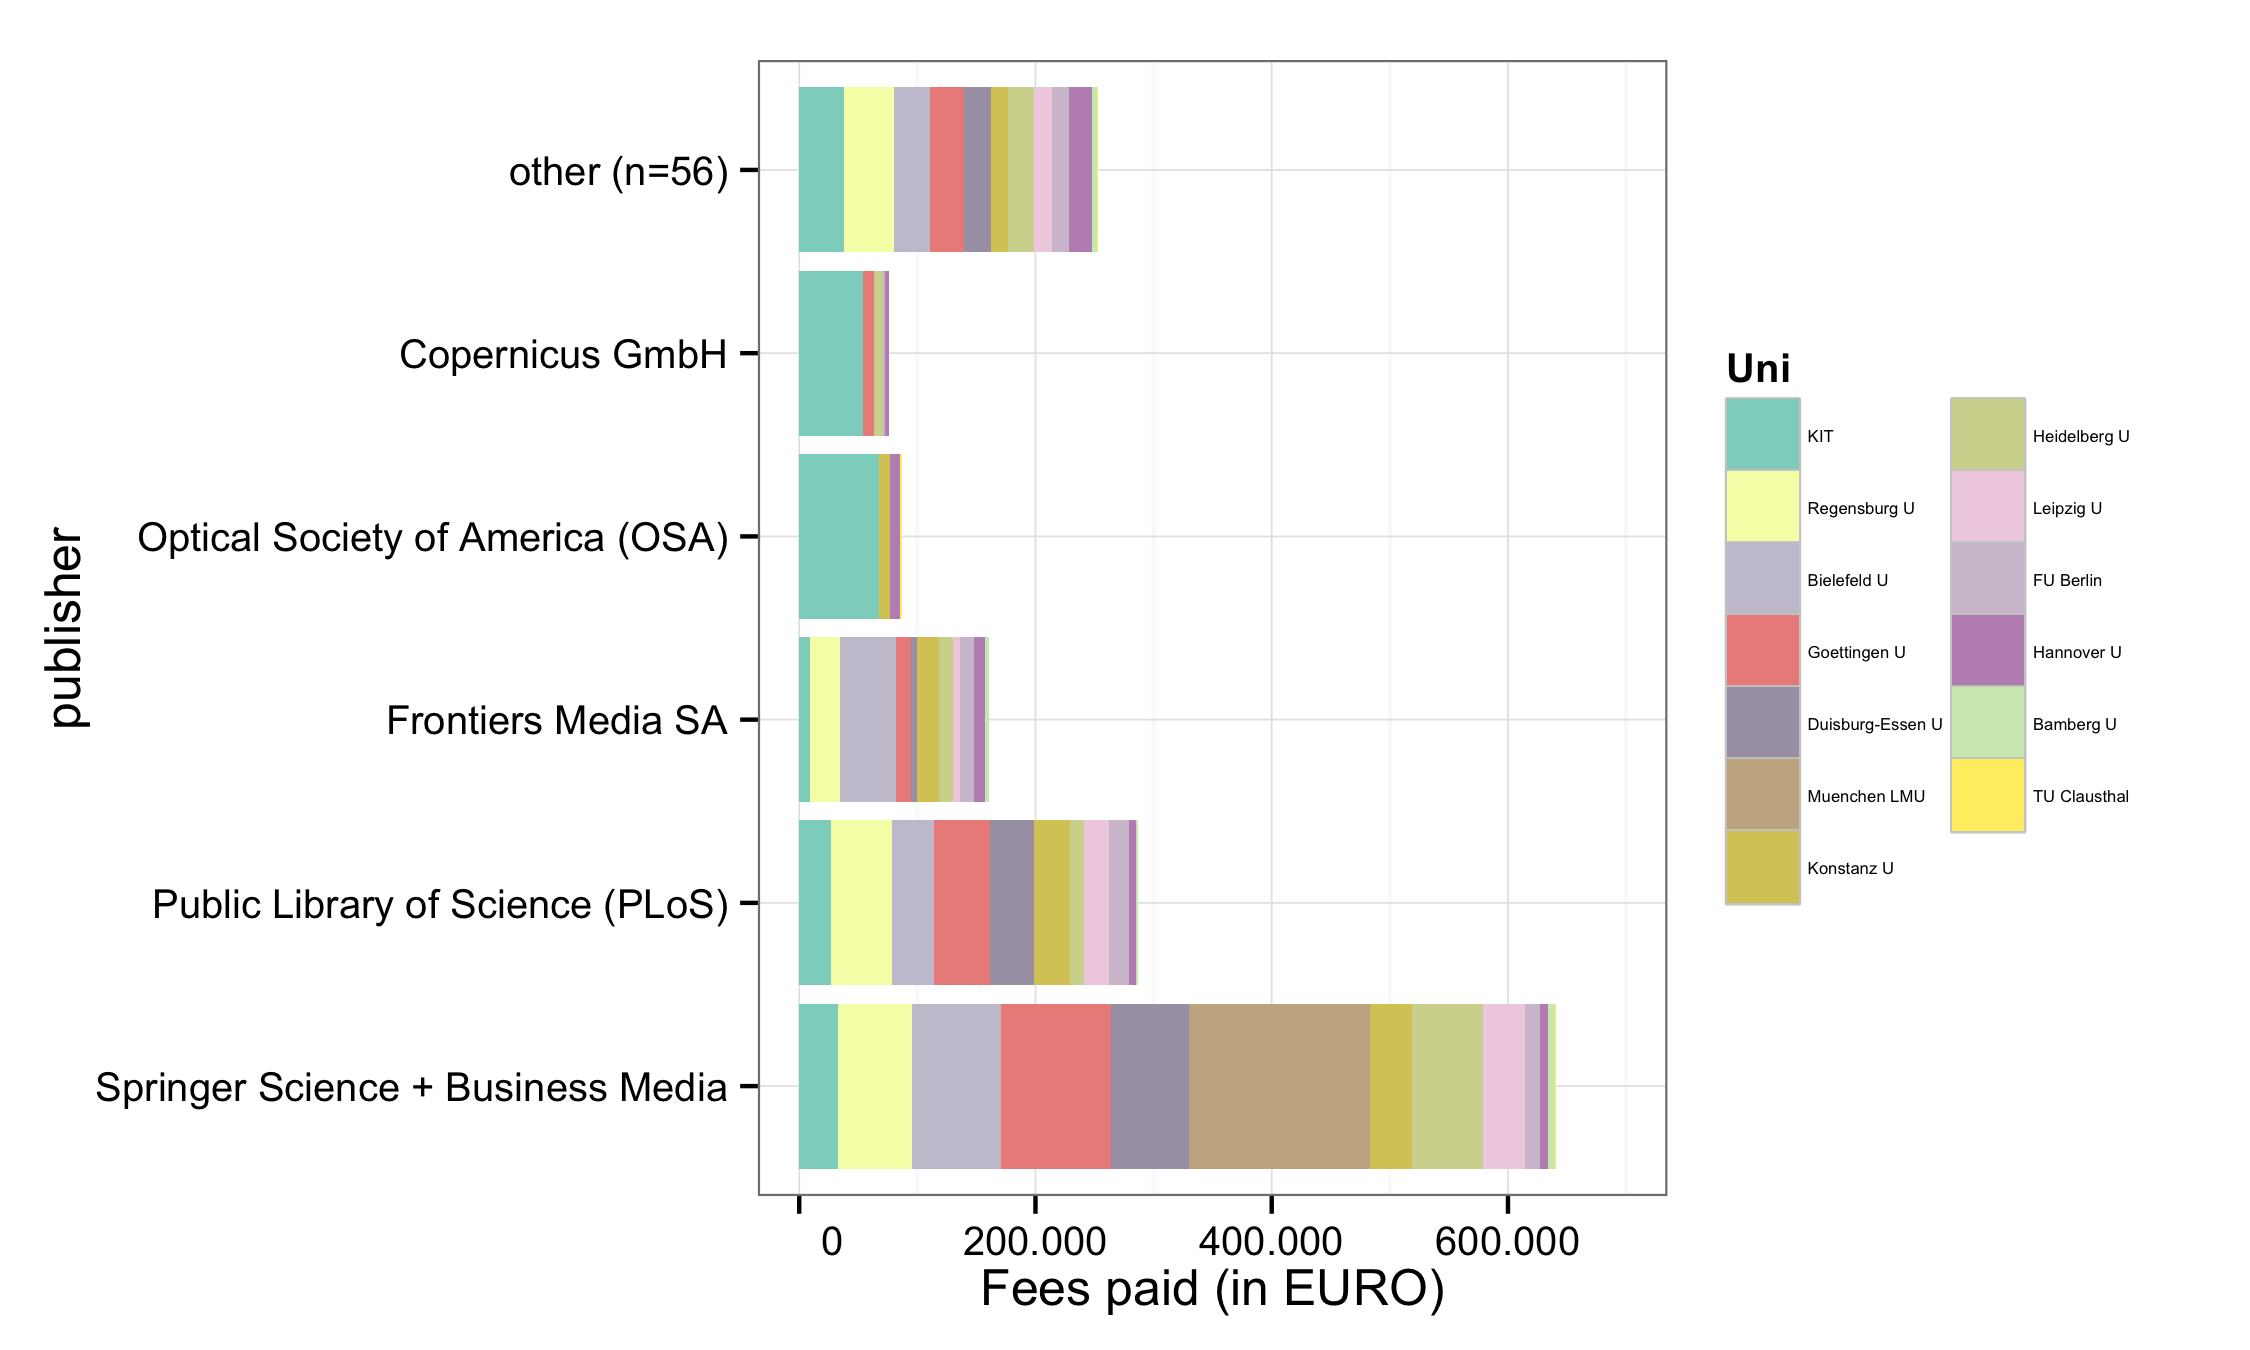 publisher
other (n=56)
Copernicus GmbH
Optical Society of America (OSA)
Frontiers Media SA
Public Library of Science (PLoS)
Springer Science + Business Media
0
200.000
400.000
600.000
Fees paid (in EURO)
Uni
KIT
Regensburg U
Bielefeld U
Goettingen U
Duisburg-Essen U
Muenchen LMU
Konstanz U
Heidelberg U
Leipzig U
FU Berlin
Hannover U
Bamberg U
TU Clausthal